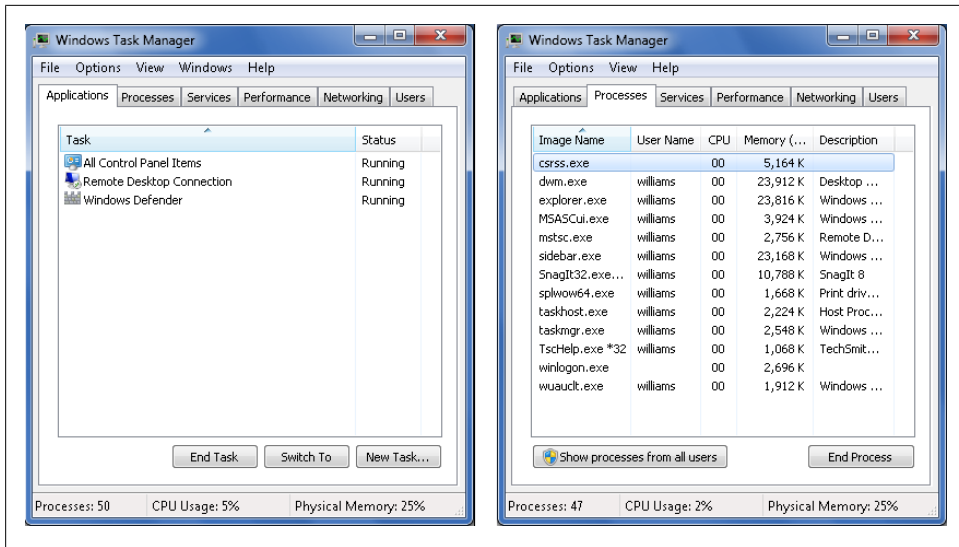 Windows Task Manager
File Options View Windows Help
Applications Processes Services Performance Networking Users
Task Status
All Control Panel Items Running
Remote Desktop Connection Running
Windows Defender Running
End Task Switch To New Task...
Processes: 50 CPU Usage: 5% Physical Memory: 25%
Windows Task Manager
File Options View Help
Applications Processes Services Performance Networking Users
Image Name User Name CPU Memory (... Description
csrss.exe 00 5,164 K
dwm.exe williams 00 23,912 K Desktop ...
explorer.exe williams 00 23,816 K Windows ...
MSASCui.exe williams 00 3,924 K Windows ...
mstsc.exe williams 00 2,756 K Remote D...
sidebar.exe williams 00 23,168 K Windows ...
SnagIt32.exe... williams 00 10,788 K SnagIt 8
splwow64.exe williams 00 1,668 K Print driv...
taskhost.exe williams 00 2,224 K Host Proc...
taskmgr.exe williams 00 2,548 K Windows ...
TscHelp.exe *32 williams 00 1,068 K TechSmit...
winlogon.exe 00 2,696 K
wuauclt.exe williams 00 1,912 K Windows ...
Show processes from all users End Process
Processes: 47 CPU Usage: 2% Physical Memory: 25%